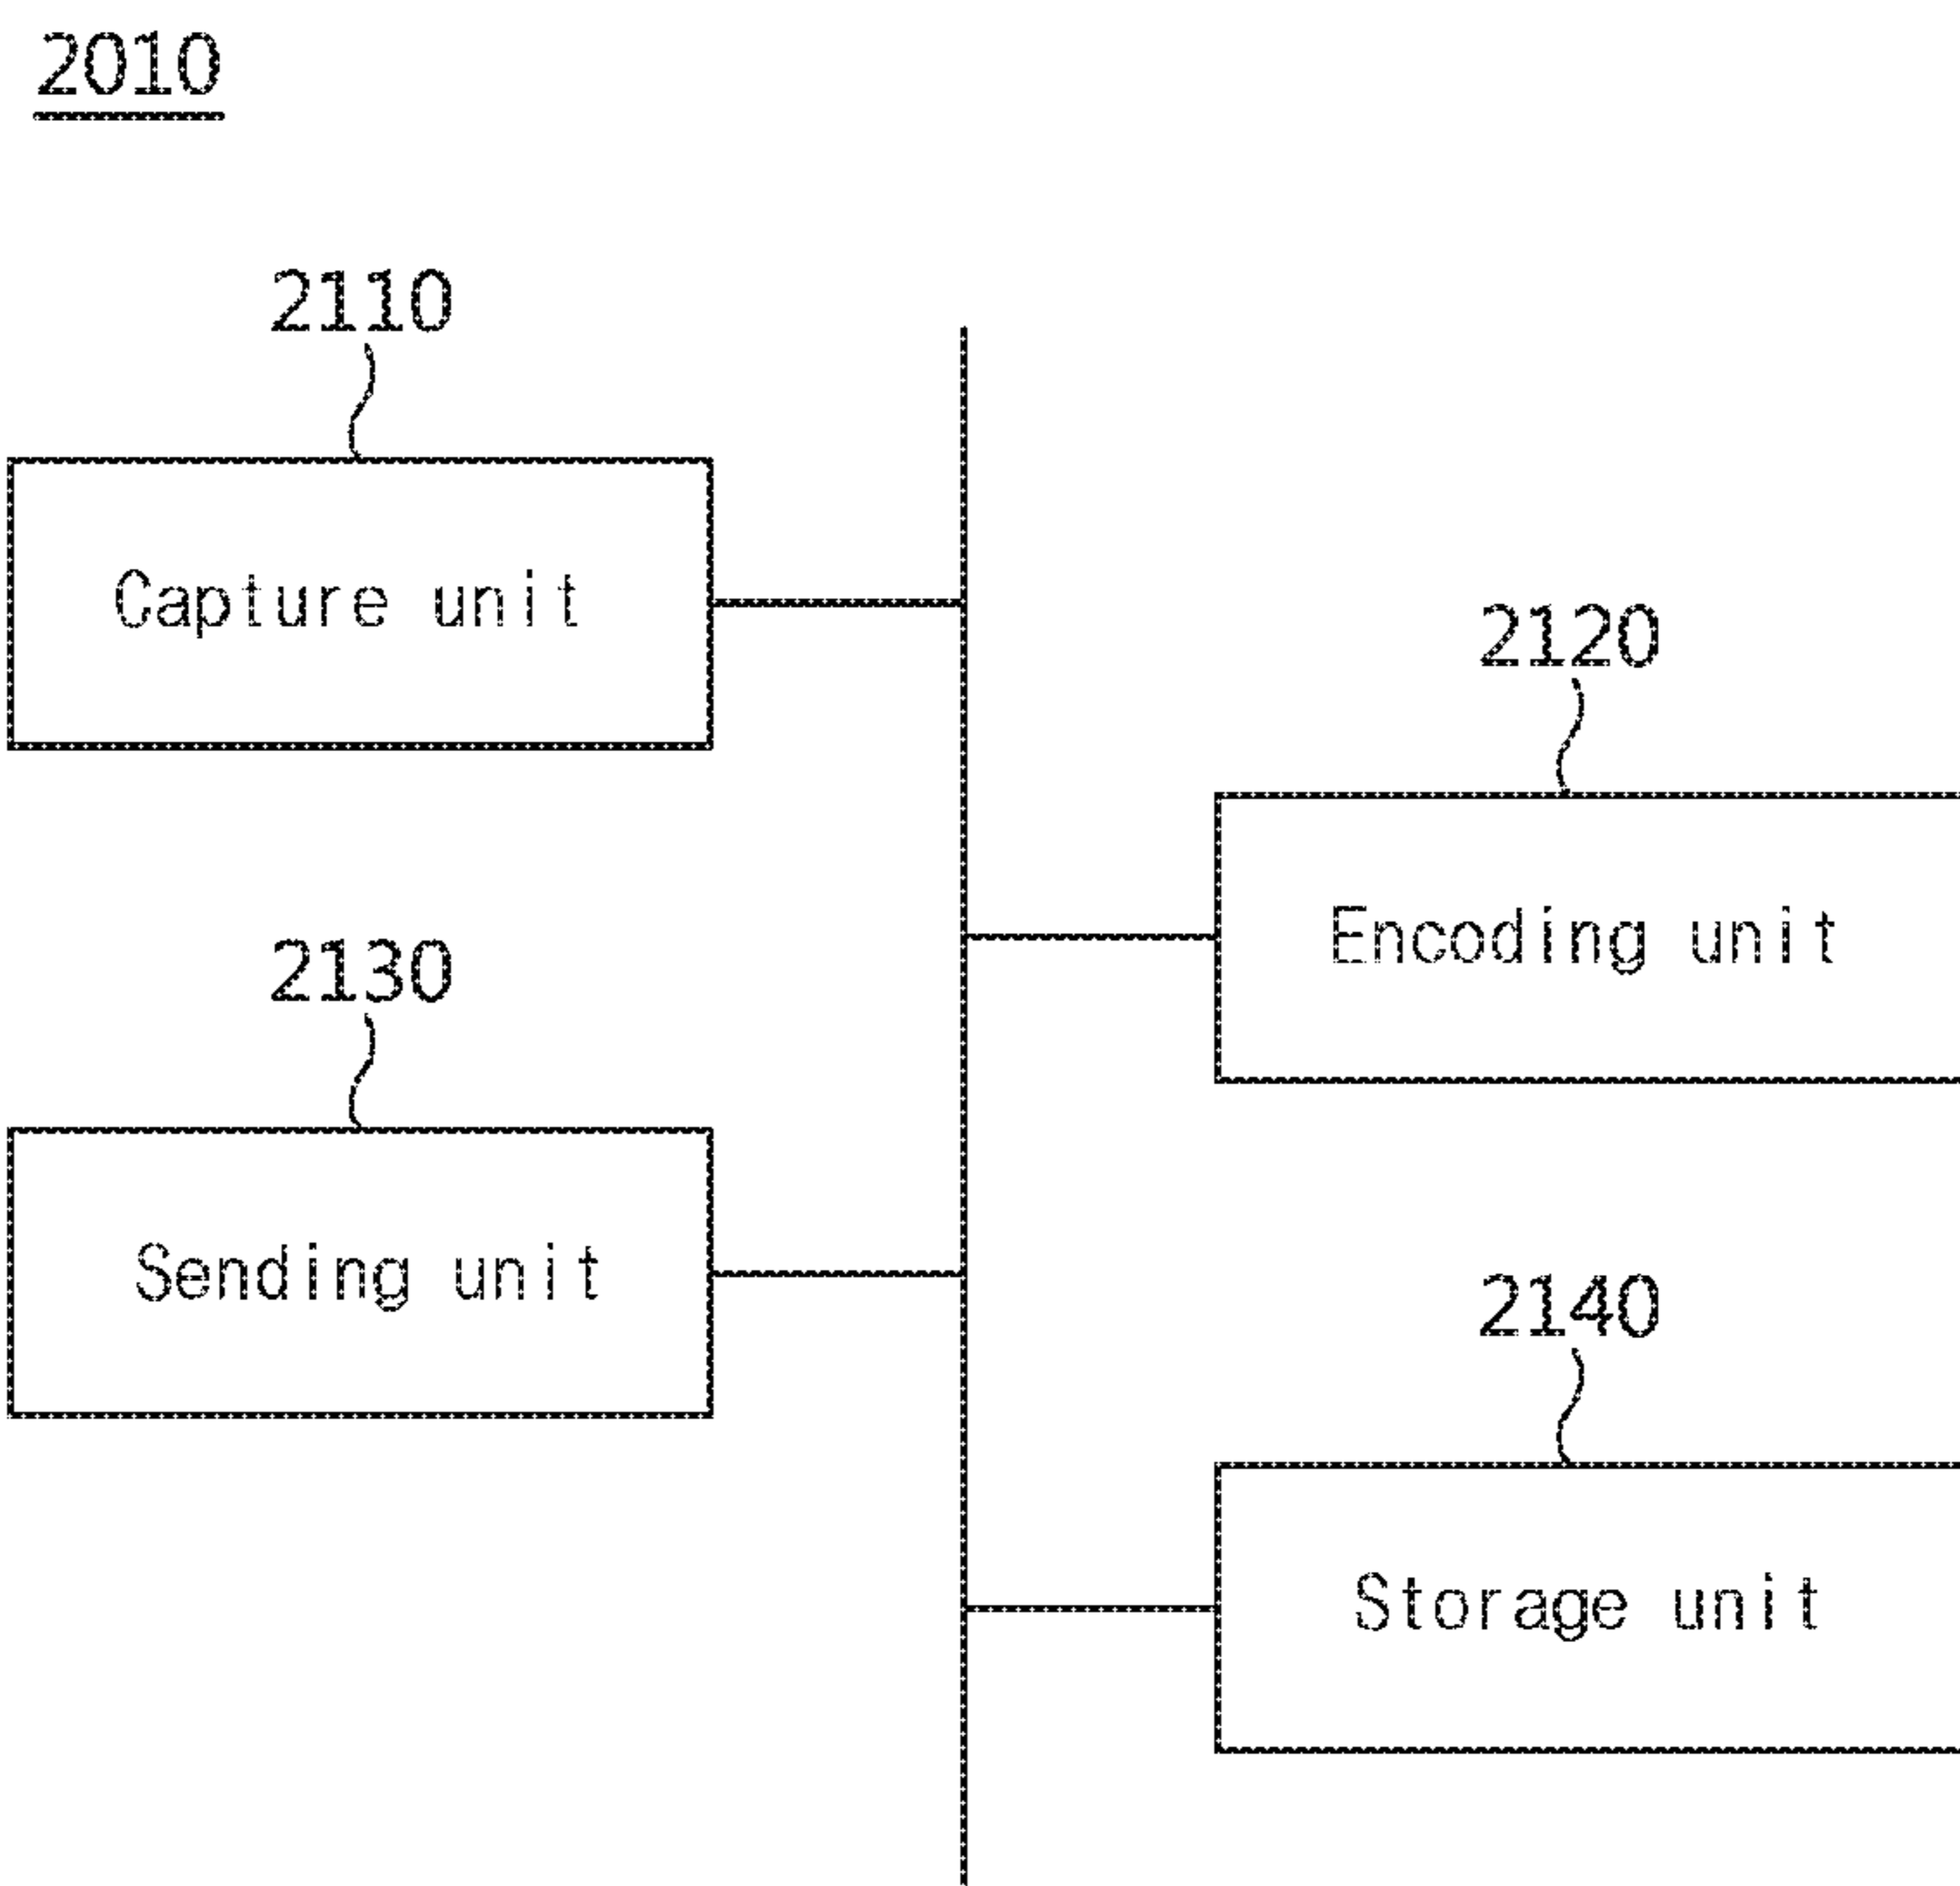 2010
2110
Capture unit
2120
Encoding unit
2130
Sending unit
2140
Storage unit